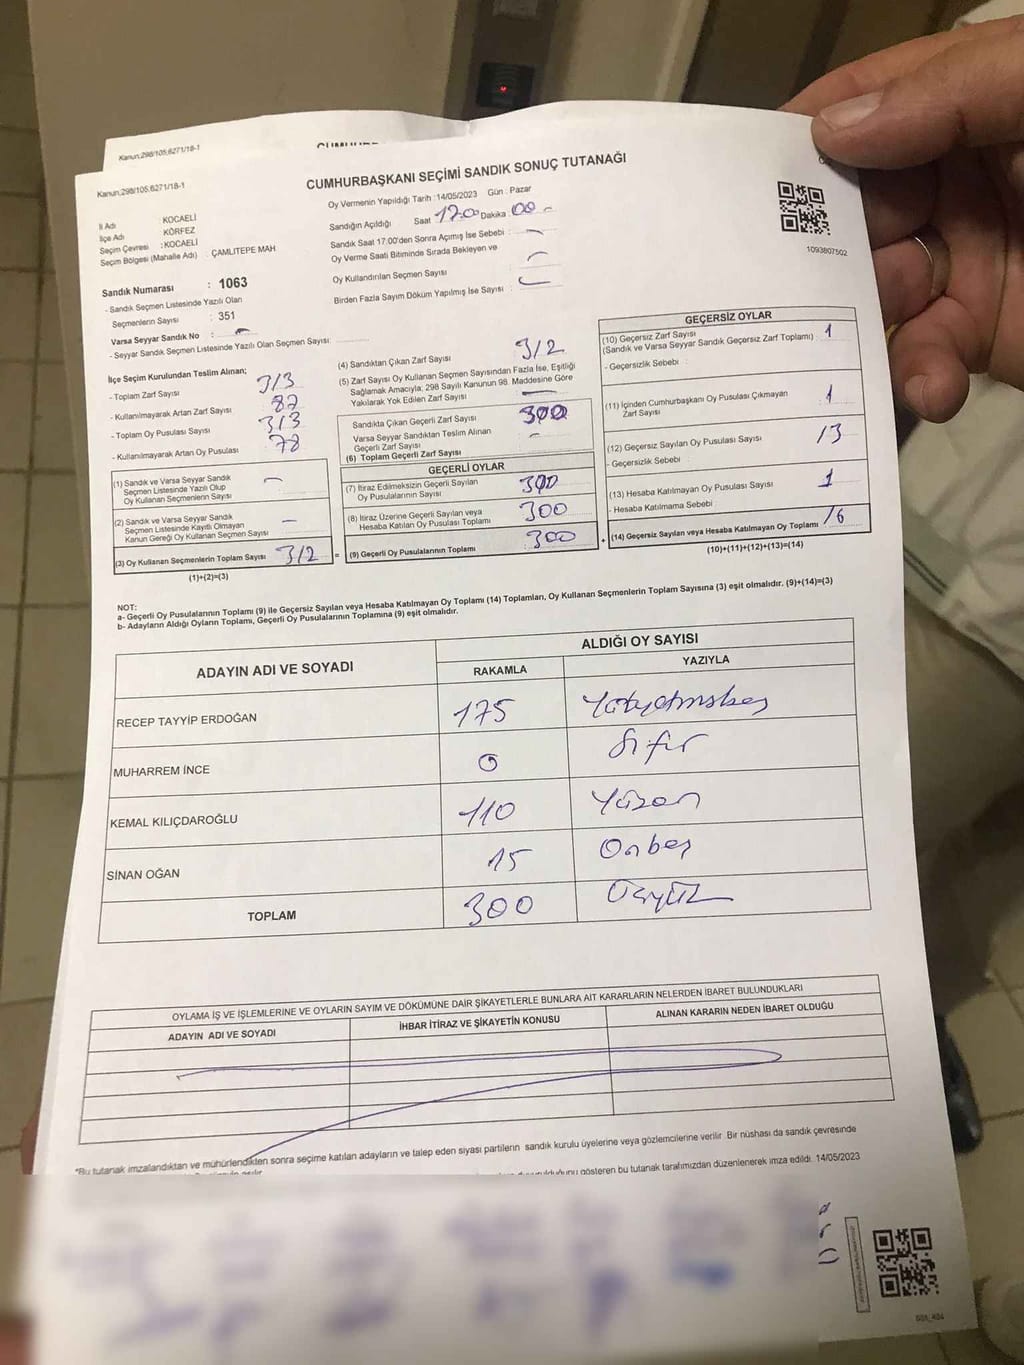 Kanun;298/105;6271/18-1
Kanun;298/105;6271/18-1
CUMHURBAŞKANI SEÇİMİ SANDIK SONUÇ TUTANAĞI
Oy Vermenin Yapıldığı Tarih :14/05/2023 Gün : Pazar
İl Adı : KOCAELİ
İlçe Adı : KÖRFEZ
Seçim Çevresi : KOCAELİ
Seçim Bölgesi (Mahalle Adı) : ÇAMLITEPE MAH
Sandığın Açıldığı Saat 17.00 Dakika : 00
Sandık Saat 17:00'den Sonra Açımış İse Sebebi :
Oy Verme Saati Bitiminde Sırada Bekleyen ve
Oy Kullandırılan Seçmen Sayısı
Birden Fazla Sayım Döküm Yapılmış İse Sayısı :
1093807502
Sandık Numarası : 1063
- Sandık Seçmen Listesinde Yazılı Olan
Seçmenlerin Sayısı : 351
Varsa Seyyar Sandık No :
- Seyyar Sandık Seçmen Listesinde Yazılı Olan Seçmen Sayısı:
İlçe Seçim Kurulundan Teslim Alınan;
- Toplam Zarf Sayısı 313
- Kullanılmayarak Artan Zarf Sayısı
- Toplam Oy Pusulası Sayısı 313
- Kullanılmayarak Artan Oy Pusulası 78
(1) Sandık ve Varsa Seyyar Sandık
Seçmen Listesinde Yazılı Olup
Oy Kullanan Seçmenlerin Sayısı
(2) Sandık ve Varsa Seyyar Sandık
Seçmen Listesinde Kayıtlı Olmayan
Kanun Gereği Oy Kullanan Seçmen Sayısı
(3) Oy Kullanan Seçmenlerin Toplam Sayısı 312
(1)+(2)=(3)
(4) Sandıktan Çıkan Zarf Sayısı 312
(5) Zarf Sayısı Oy Kullanan Seçmen Sayısından Fazla İse, Eşitliği
Sağlamak Amacıyla; 298 Sayılı Kanunun 98. Maddesine Göre
Yakılarak Yok Edilen Zarf Sayısı
Sandıkta Çıkan Geçerli Zarf Sayısı 300
Varsa Seyyar Sandıktan Teslim Alınan
Geçerli Zarf Sayısı
(6) Toplam Geçerli Zarf Sayısı
GEÇERLİ OYLAR
(7) İtiraz Edilmeksizin Geçerli Sayılan
Oy Pusulalarının Sayısı 300
(8) İtiraz Üzerine Geçerli Sayılan veya
Hesaba Katılan Oy Pusulası Toplamı 300
= (9) Geçerli Oy Pusulalarının Toplamı 300
GEÇERSİZ OYLAR
(10) Geçersiz Zarf Sayısı
(Sandık ve Varsa Seyyar Sandık Geçersiz Zarf Toplamı) : 1
- Geçersizlik Sebebi :
(11) İçinden Cumhurbaşkanı Oy Pusulası Çıkmayan
Zarf Sayısı 1
(12) Geçersiz Sayılan Oy Pusulası Sayısı 13
- Geçersizlik Sebebi
(13) Hesaba Katılmayan Oy Pusulası Sayısı 1
- Hesaba Katılmama Sebebi
+ (14) Geçersiz Sayılan veya Hesaba Katılmayan Oy Toplamı 16
(10)+(11)+(12)+(13)=(14)
NOT:
a- Geçerli Oy Pusulalarının Toplamı (9) ile Geçersiz Sayılan veya Hesaba Katılmayan Oy Toplamı (14) Toplamları, Oy Kullanan Seçmenlerin Toplam Sayısına (3) eşit olmalıdır. (9)+(14)=(3)
b- Adayların Aldığı Oyların Toplamı, Geçerli Oy Pusulalarının Toplamına (9) eşit olmalıdır.
ADAYIN ADI VE SOYADI ALDIĞI OY SAYISI
RAKAMLA YAZIYLA
RECEP TAYYİP ERDOĞAN 175 Yüzyetmişbeş
MUHARREM İNCE 0 Sıfır
KEMAL KILIÇDAROĞLU 110 Yüzon
SİNAN OĞAN 15 Onbeş
TOPLAM 300 Üçyüz
OYLAMA İŞ VE İŞLEMLERİNE VE OYLARIN SAYIM VE DÖKÜMÜNE DAİR ŞİKAYETLERLE BUNLARA AİT KARARLARIN NELERDEN İBARET BULUNDUKLARI
ADAYIN ADI VE SOYADI İHBAR İTİRAZ VE ŞİKAYETİN KONUSU ALINAN KARARIN NEDEN İBARET OLDUĞU
*Bu tutanak imzalandıktan ve mühürlendikten sonra seçime katılan adayların ve talep eden siyasi partilerin sandık kurulu üyelerine veya gözlemcilerine verilir. Bir nüshası da sandık çevresinde
gösteren bu tutanak tarafımızdan düzenlenerek imza edildi. 14/05/2023